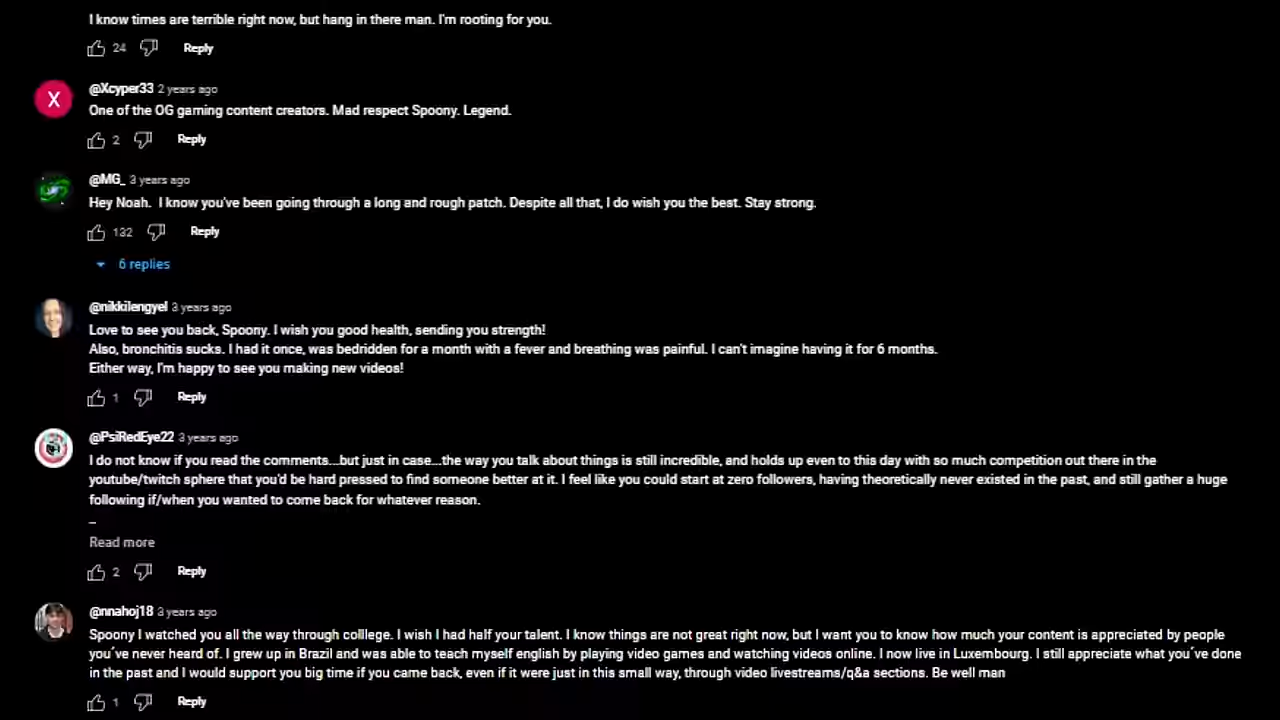 I know times are terrible right now, but hang in there man. I'm rooting for you.
24 Reply
X
@Xcyper33 2 years ago
One of the OG gaming content creators. Mad respect Spoony. Legend.
2 Reply
@MG_ 3 years ago
Hey Noah. I know you've been going through a long and rough patch. Despite all that, I do wish you the best. Stay strong.
132 Reply
6 replies
@nikkilengyel 3 years ago
Love to see you back, Spoony. I wish you good health, sending you strength!
Also, bronchitis sucks. I had it once, was bedridden for a month with a fever and breathing was painful. I can't imagine having it for 6 months.
Either way, I'm happy to see you making new videos!
1 Reply
@PsiRedEye22 3 years ago
I do not know if you read the comments...but just in case...the way you talk about things is still incredible, and holds up even to this day with so much competition out there in the
youtube/twitch sphere that you'd be hard pressed to find someone better at it. I feel like you could start at zero followers, having theoretically never existed in the past, and still gather a huge
following if/when you wanted to come back for whatever reason.
...
Read more
2 Reply
@nnahoj18 3 years ago
Spoony I watched you all the way through colllege. I wish I had half your talent. I know things are not great right now, but I want you to know how much your content is appreciated by people
you´ve never heard of. I grew up in Brazil and was able to teach myself english by playing video games and watching videos online. I now live in Luxembourg. I still appreciate what you´ve done
in the past and I would support you big time if you came back, even if it were just in this small way, through video livestreams/q&a sections. Be well man
1 Reply